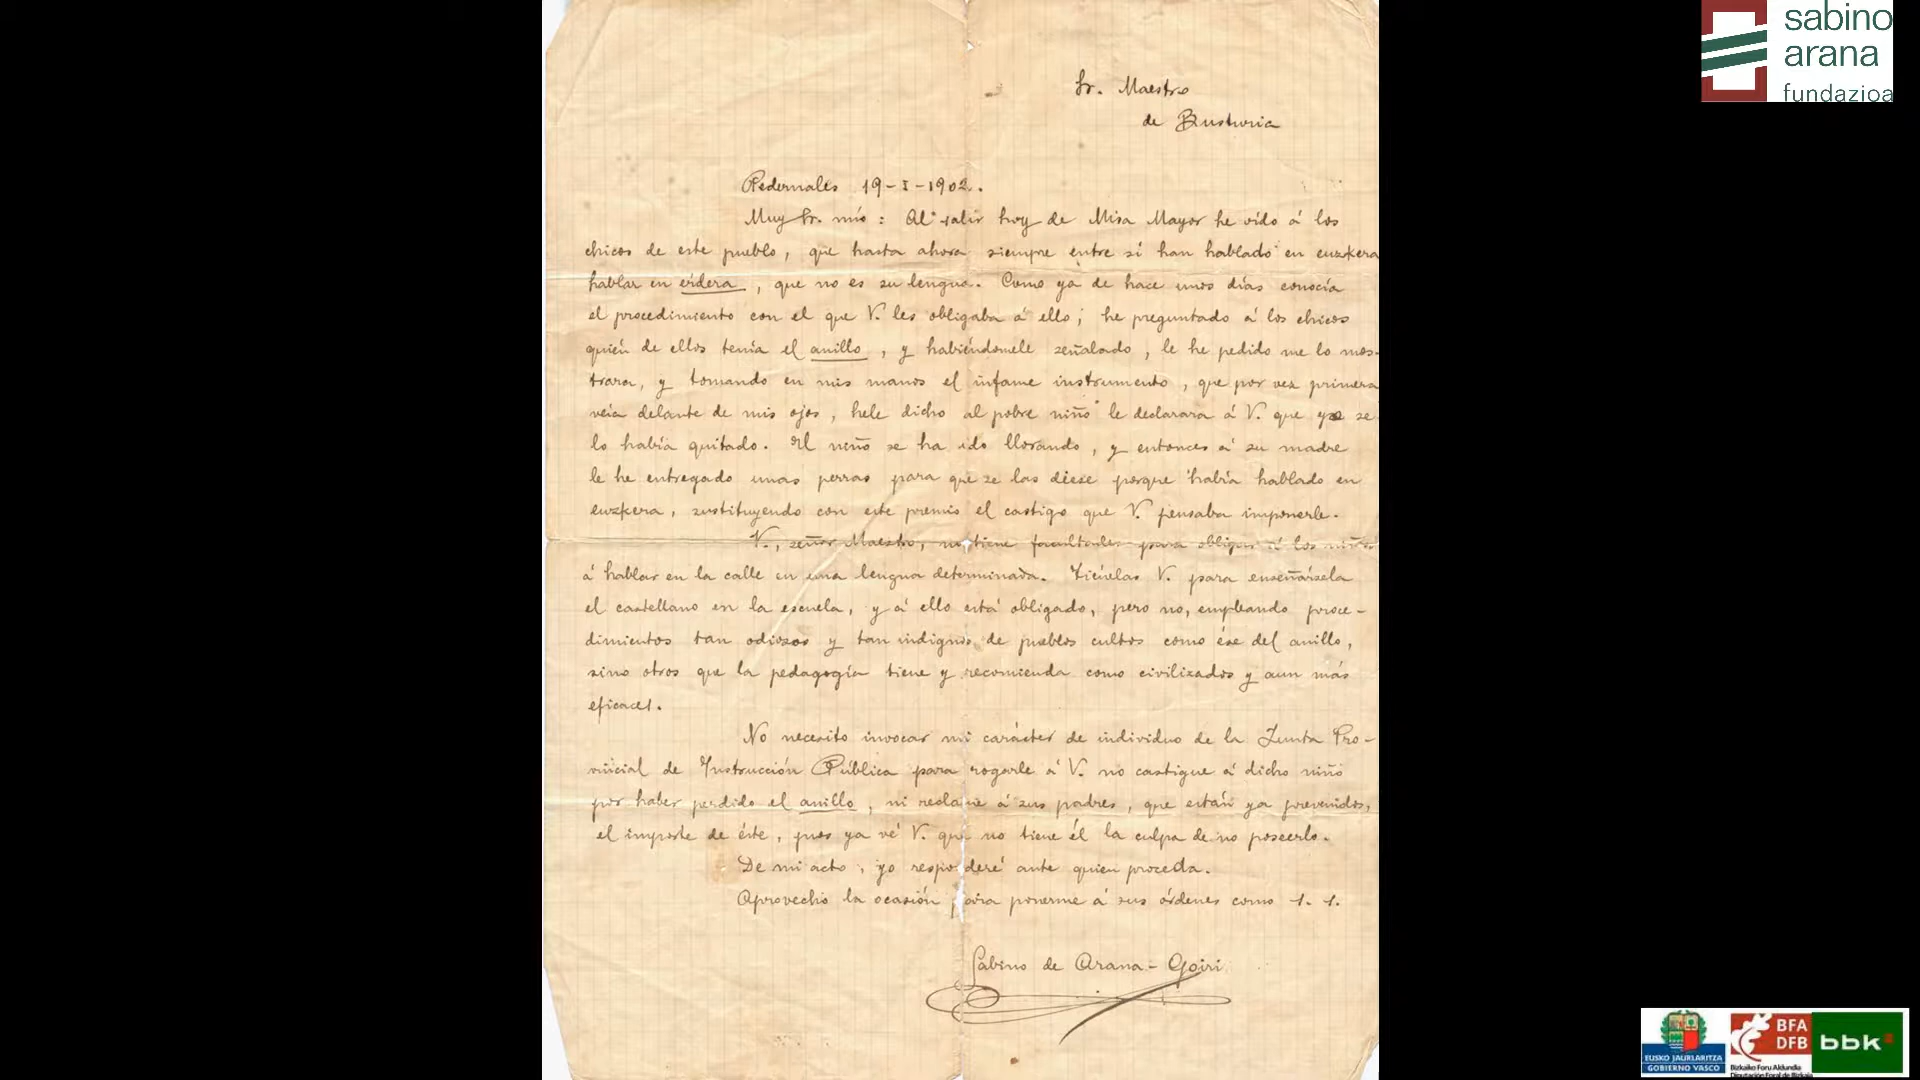 sabino
arana
fundazioa
Sr. Maestro
de Busturia
Pedernales 19-I-1902.
Muy Sr. mío: Al salir hoy de Misa Mayor he oído á los
chicos de este pueblo, que hasta ahora siempre entre sí han hablado en euzkera
hablar en erdera, que no es su lengua. Como ya de hace unos días conocía
el procedimiento con el que V. les obligaba á ello; he preguntado á los chicos
quién de ellos tenía el anillo, y habiéndomele señalado, le he pedido me lo mos-
trara, y tomando en mis manos el infame instrumento, que por vez primera
veía delante de mis ojos, hele dicho al pobre niño le declarara á V. que yo se
lo había quitado. El niño se ha ido llorando, y entonces á su madre
le he entregado unas perras para que se las diese porque había hablado en
euzkera, sustituyendo con este premio el castigo que V. pensaba imponerle.
V., señor Maestro, no tiene facultades para obligar á los niños
á hablar en la calle en una lengua determinada. Tiénelas V. para enseñársela
el castellano en la escuela, y á ello está obligado, pero no, empleando proce-
dimientos tan odiosos y tan indignos de pueblos cultos como ése del anillo,
sino otros que la pedagogía tiene y recomienda como civilizados y aun más
eficaces.
No necesito invocar mi carácter de individuo de la Junta Pro-
vincial de Instrucción Pública para rogarle á V. no castigue á dicho niño
por haber perdido el anillo, ni reclame á sus padres, que están ya prevenidos,
el importe de éste, pues ya vé V. que no tiene él la culpa de no poseerlo.
De mi acto, yo responderé ante quien proceda.
Aprovecho la ocasión para ponerme á sus órdenes como s. s.
Sabino de Arana-Goiri
EUSKO JAURLARITZA
GOBIERNO VASCO
BFA
DFB
Bizkaiko Foru Aldundia
Diputación Foral de Bizkaia
bbk